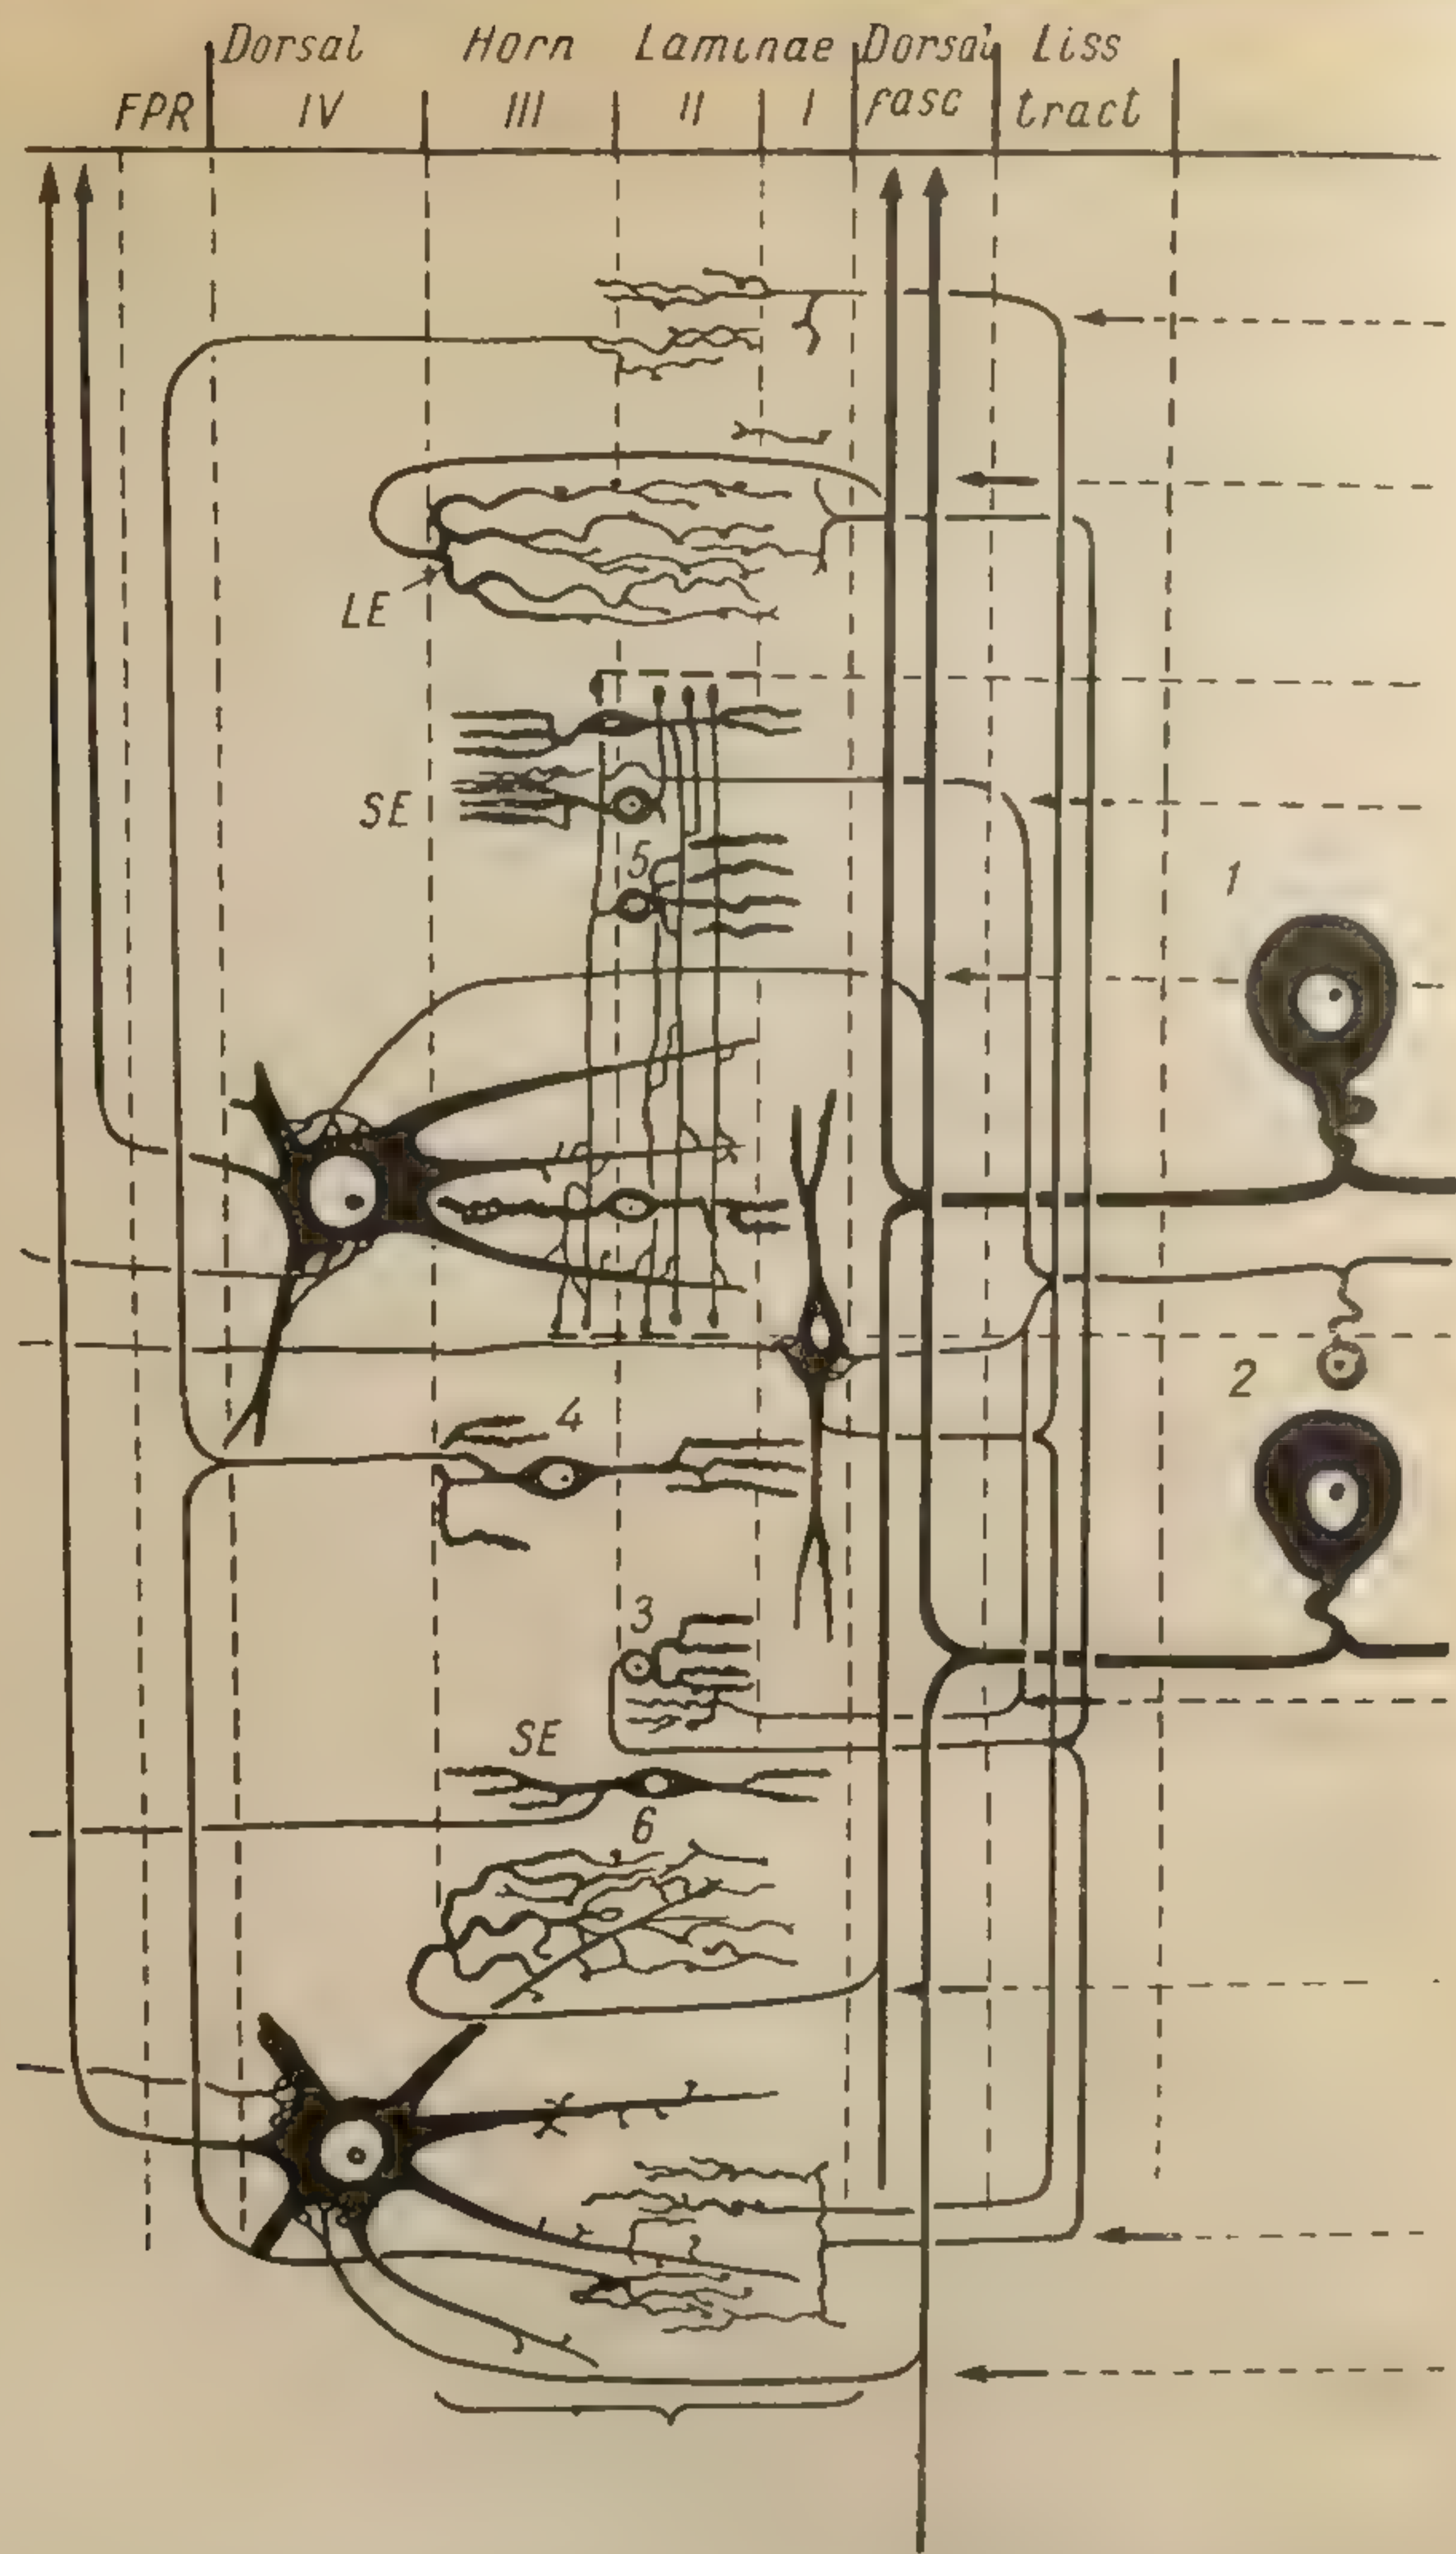 Dorsal Horn Laminae Dorsal Liss
FPR IV III II I fasc tract
LE
SE
5
1
2
4
3
SE
6